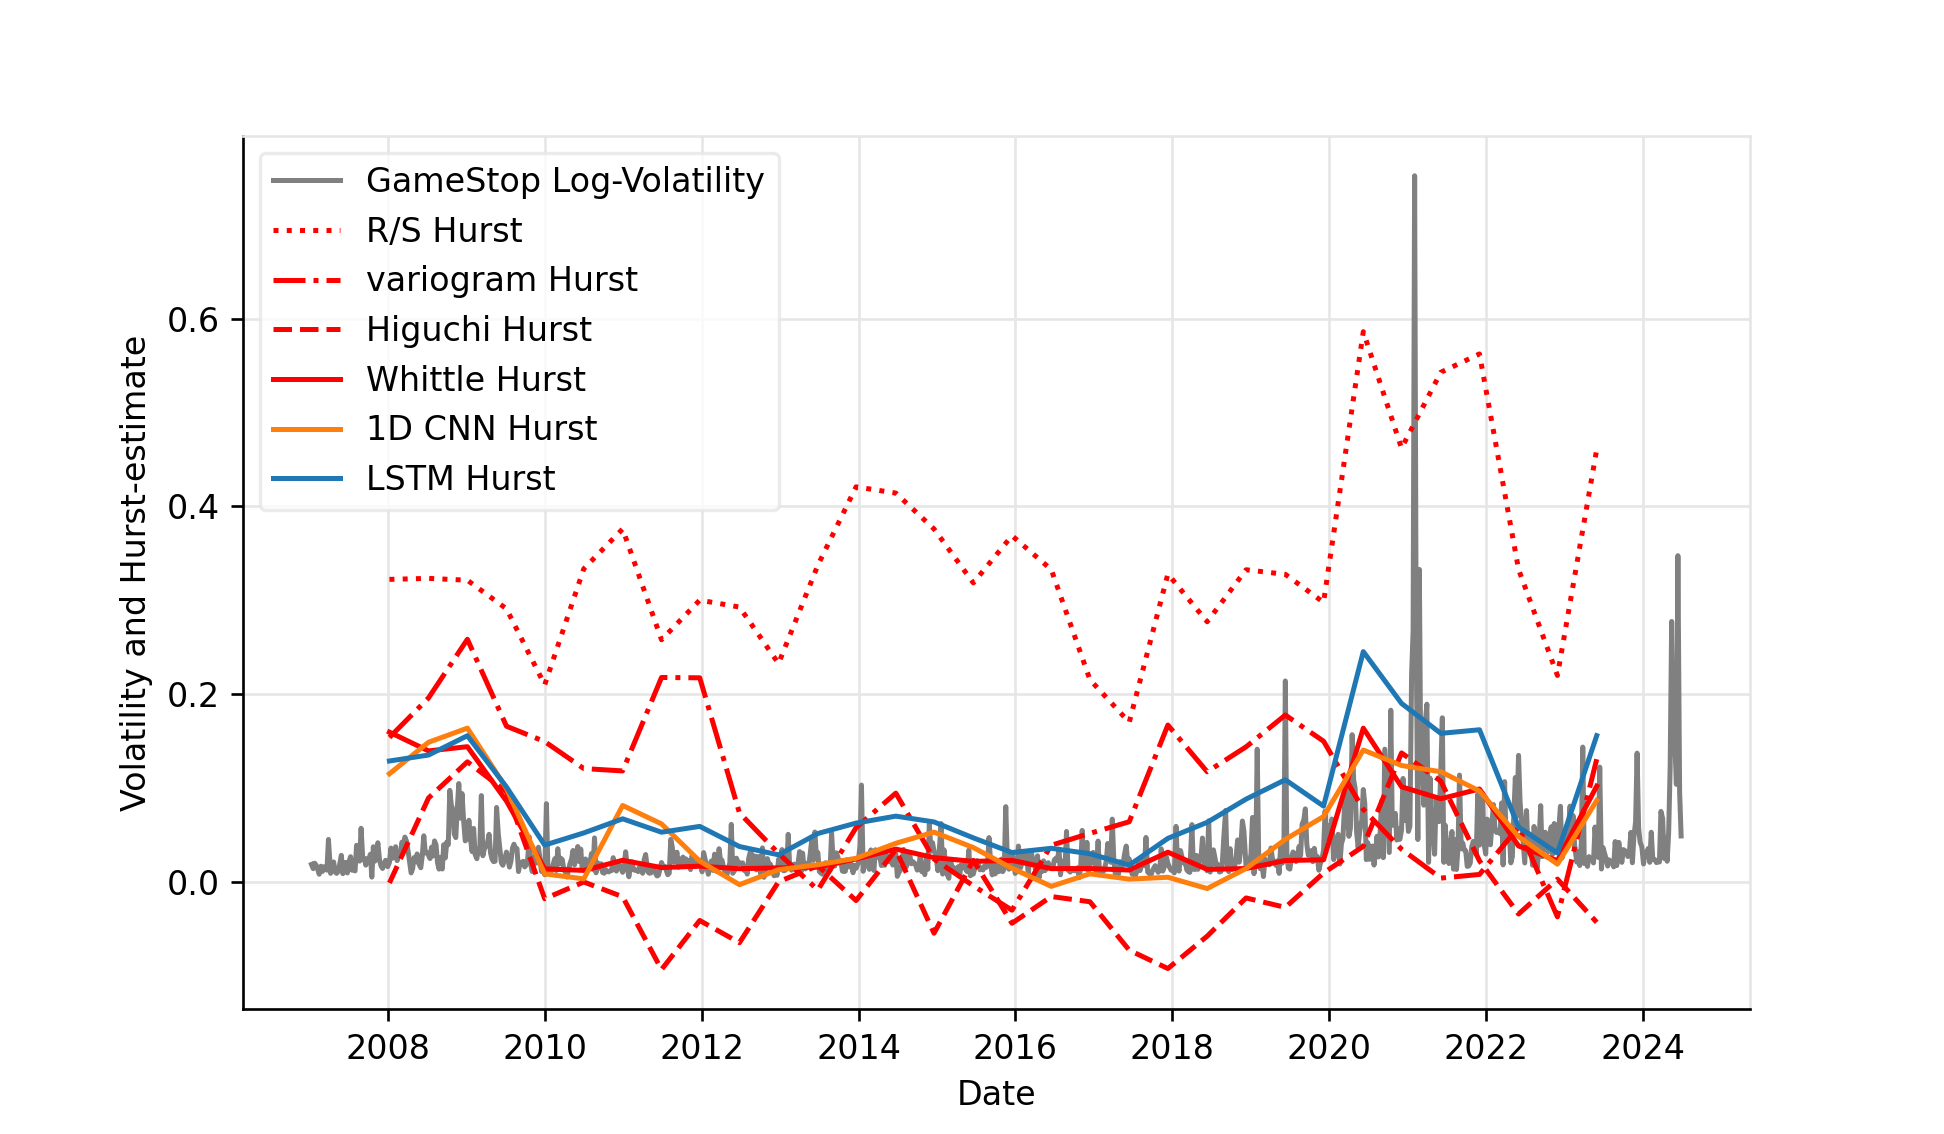 GameStop Log-Volatility
R/S Hurst
variogram Hurst
Higuchi Hurst
Whittle Hurst
1D CNN Hurst
LSTM Hurst
Volatility and Hurst-estimate
0.6
0.4
0.2
0.0
2008 2010 2012 2014 2016 2018 2020 2022 2024
Date